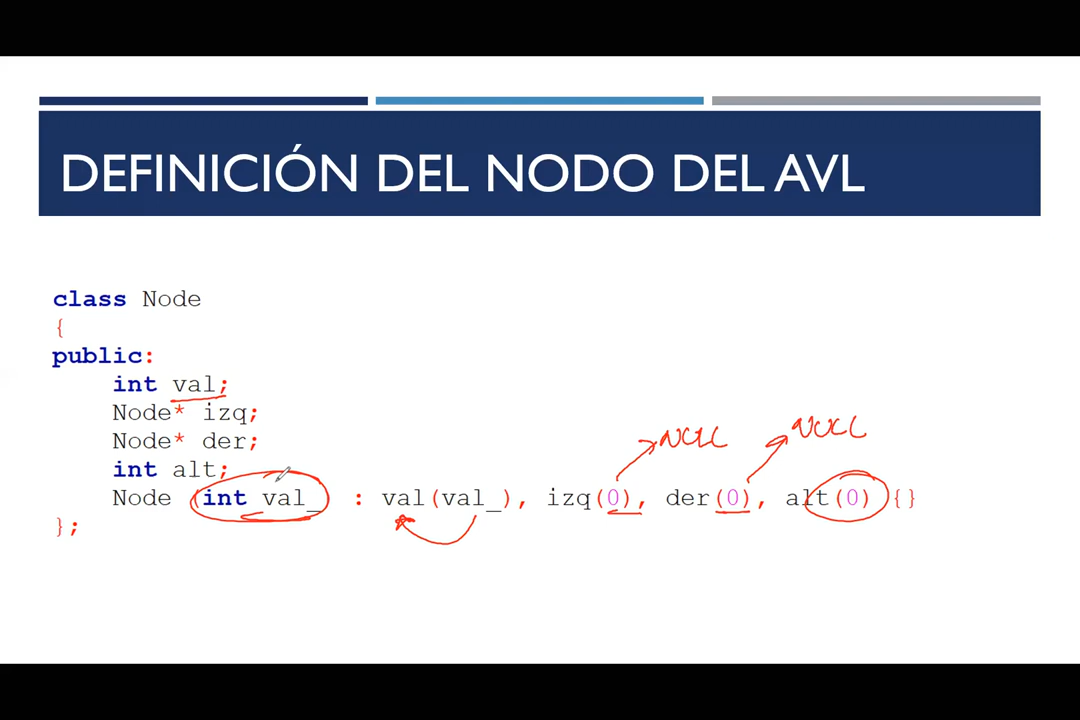 DEFINICIÓN DEL NODO DEL AVL
class Node
{
public:
int val;
Node* izq;
Node* der;
int alt;
NULL NULL
Node (int val_) : val(val_), izq(0), der(0), alt(0) {}
};